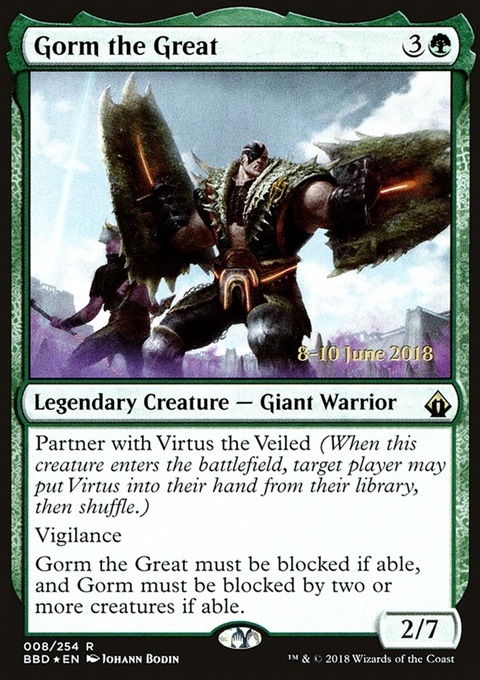 Gorm the Great 3
8-10 June 2018
Legendary Creature — Giant Warrior
Partner with Virtus the Veiled (When this
creature enters the battlefield, target player may
put Virtus into their hand from their library,
then shuffle.)
Vigilance
Gorm the Great must be blocked if able,
and Gorm must be blocked by two or
more creatures if able.
2/7
008/254 R
BBD ★ EN Johann Bodin
™ & © 2018 Wizards of the Coast